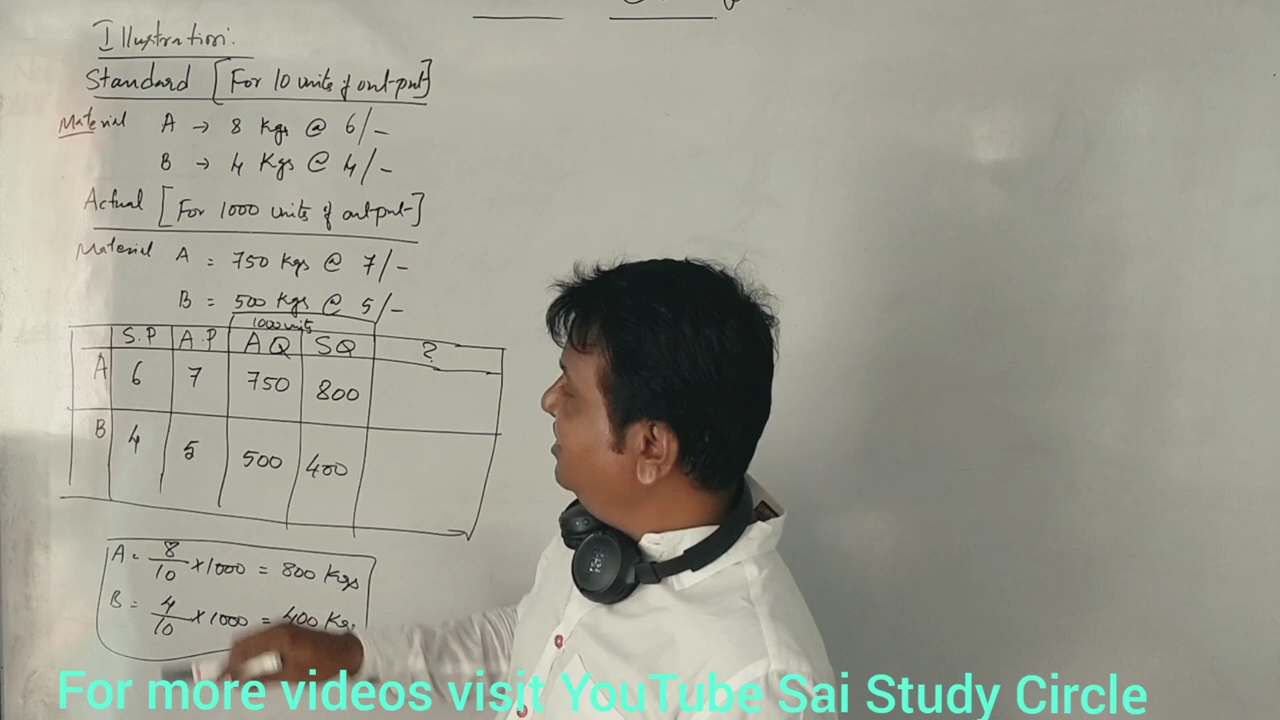 Illustration.
Standard [For 10 units of out-put]
Material A → 8 Kgs @ 6/-
B → 4 Kgs @ 4/-
Actual [For 1000 units of out-put]
Material A = 750 Kgs @ 7/-
B = 500 Kgs @ 5/-
1000 units
S.P A.P AQ SQ ?
A 6 7 750 800
B 4 5 500 400
A = 8/10 × 1000 = 800 Kgs
B = 4/10 × 1000 = 400 Kgs
For more videos visit YouTube Sai Study Circle